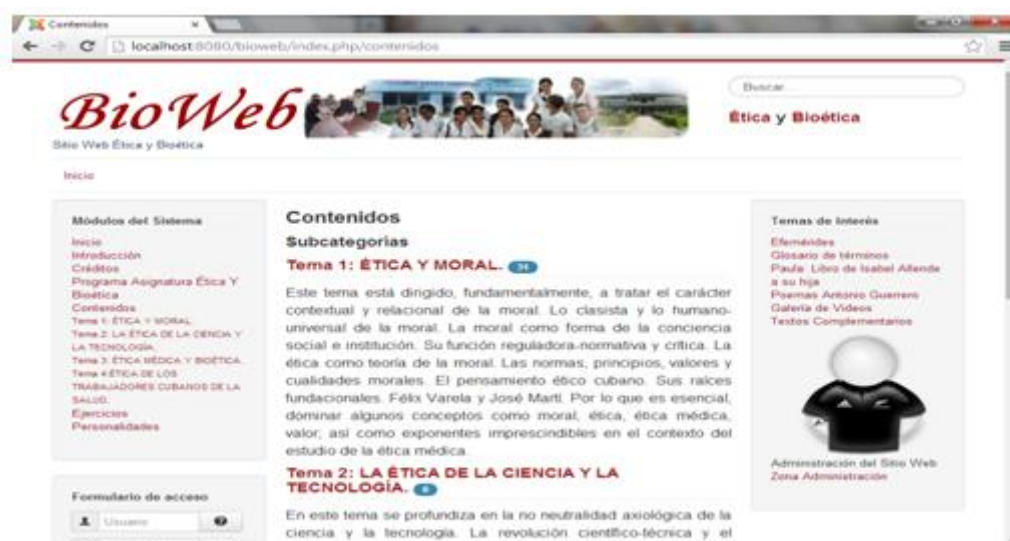 Contenidos
localhost:8080/bioweb/index.php/contenidos
BioWeb
Sitio Web Ética y Bioética
Buscar...
Ética y Bioética
Inicio
Módulos del Sistema
Inicio
Introducción
Créditos
Programa Asignatura Ética Y
Bioética
Contenidos
Tema 1: ÉTICA Y MORAL.
Tema 2: LA ÉTICA DE LA CIENCIA Y
LA TECNOLOGÍA.
Tema 3: ÉTICA MÉDICA Y BIOÉTICA.
Tema 4:ÉTICA DE LOS
TRABAJADORES CUBANOS DE LA
SALUD.
Ejercicios
Personalidades
Formulario de acceso
Usuario
Contenidos
Subcategorias
Tema 1: ÉTICA Y MORAL.
Este tema está dirigido, fundamentalmente, a tratar el carácter
contextual y relacional de la moral. Lo clasista y lo humano-
universal de la moral. La moral como forma de la conciencia
social e institución. Su función reguladora-normativa y crítica. La
ética como teoría de la moral. Las normas, principios, valores y
cualidades morales. El pensamiento ético cubano. Sus raíces
fundacionales. Félix Varela y José Martí. Por lo que es esencial,
dominar algunos conceptos como moral, ética, ética médica,
valor; así como exponentes imprescindibles en el contexto del
estudio de la ética médica.
Tema 2: LA ÉTICA DE LA CIENCIA Y LA
TECNOLOGÍA.
En este tema se profundiza en la no neutralidad axiológica de la
ciencia y la tecnología. La revolución científico-técnica y el
Temas de Interés
Efemérides
Glosario de términos
Paula. Libro de Isabel Allende
a su hija
Poemas Antonio Guerrero
Galería de Videos
Textos Complementarios
Administración del Sitio Web
Zona Administración